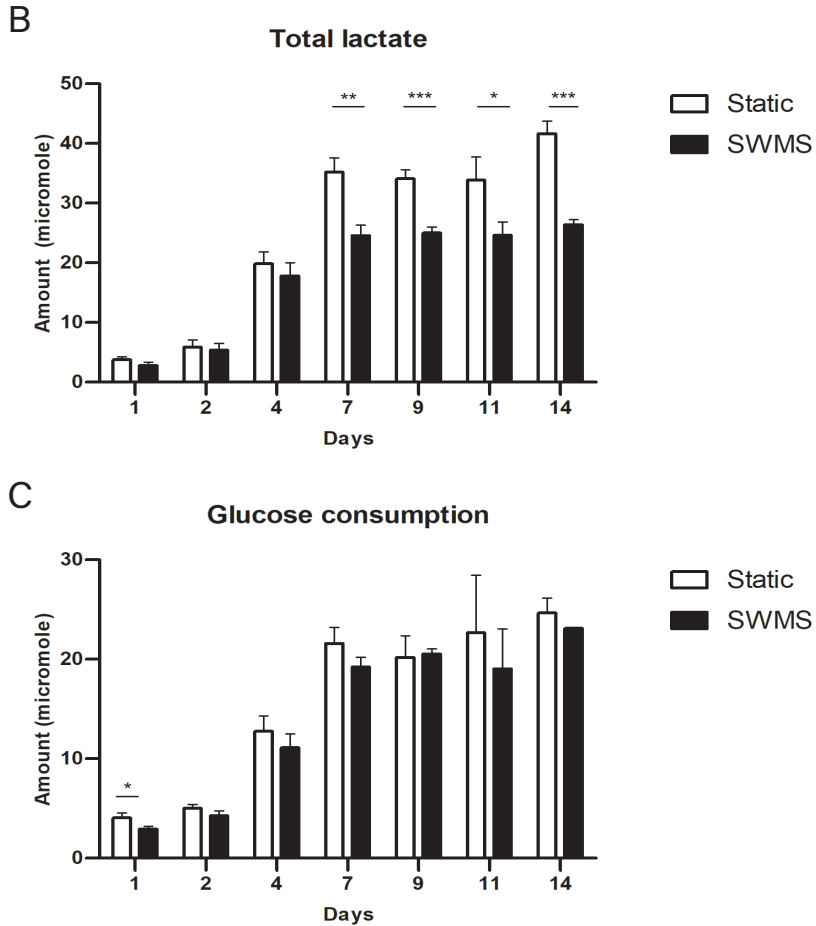 B
Total lactate
50
40
30
20
10
0
Amount (micromole)
** *** * ***
1 2 4 7 9 11 14
Days
Static
SWMS
C
Glucose consumption
30
20
10
0
Amount (micromole)
*
1 2 4 7 9 11 14
Days
Static
SWMS